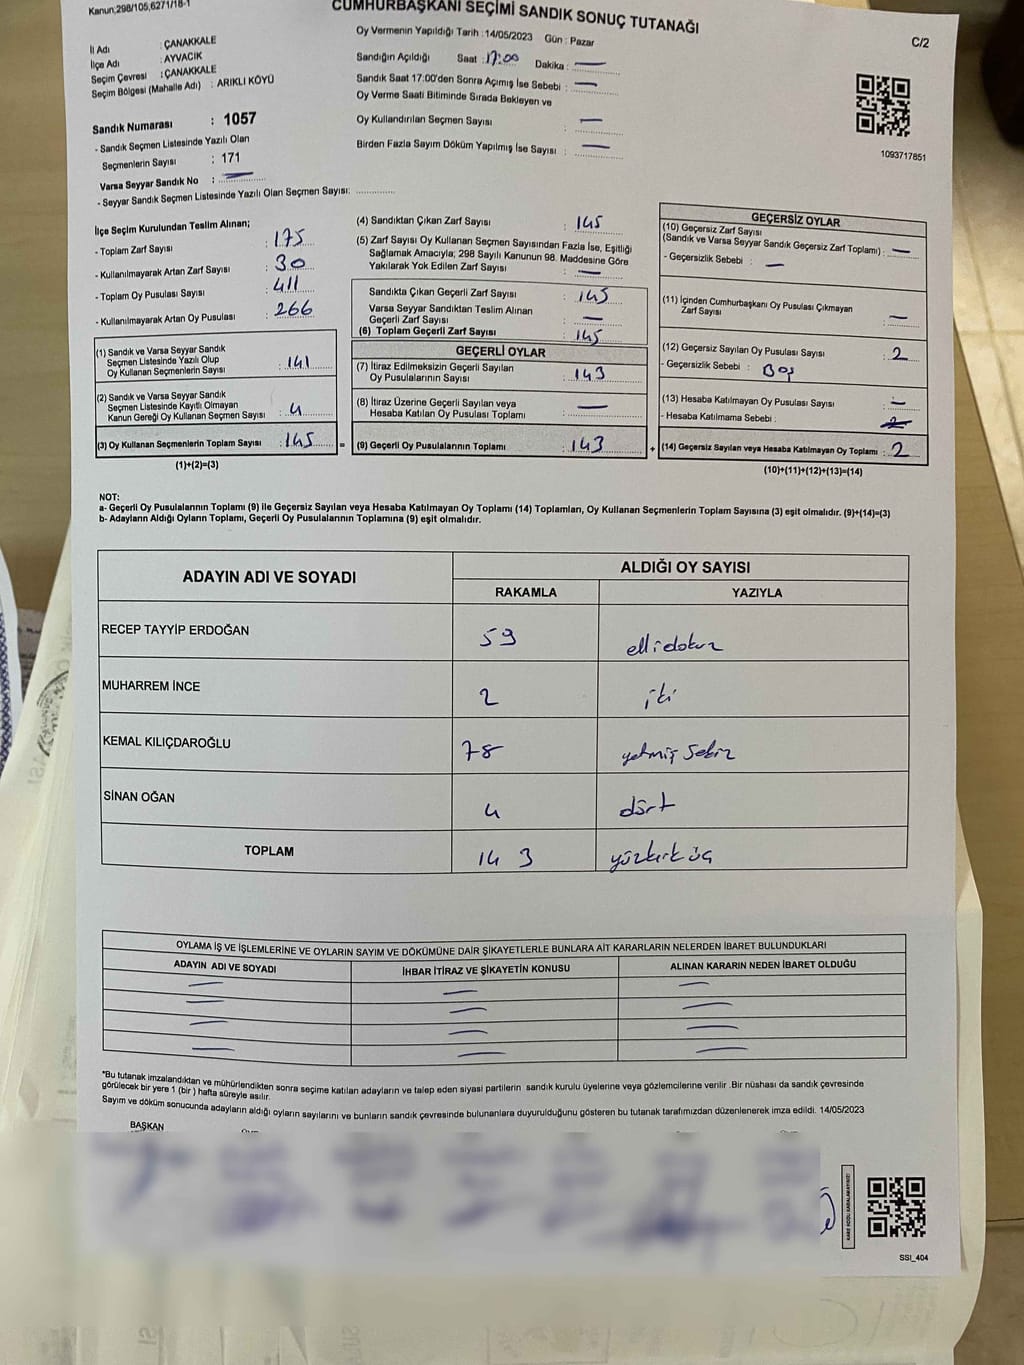 Kanun;298/105,6271/18-1
CUMHURBAŞKANI SEÇİMİ SANDIK SONUÇ TUTANAĞI
C/2
İl Adı : ÇANAKKALE
İlçe Adı : AYVACIK
Seçim Çevresi : ÇANAKKALE
Seçim Bölgesi (Mahalle Adı) : ARIKLI KÖYÜ
Oy Vermenin Yapıldığı Tarih : 14/05/2023 Gün : Pazar
Sandığın Açıldığı Saat : 17:00 Dakika : —
Sandık Saat 17:00'den Sonra Açımış İse Sebebi : —
Oy Verme Saati Bitiminde Sırada Bekleyen ve
Oy Kullandırılan Seçmen Sayısı : —
Birden Fazla Sayım Döküm Yapılmış İse Sayısı : —
1093717851
Sandık Numarası : 1057
- Sandık Seçmen Listesinde Yazılı Olan
Seçmenlerin Sayısı : 171
Varsa Seyyar Sandık No : —
- Seyyar Sandık Seçmen Listesinde Yazılı Olan Seçmen Sayısı:
İlçe Seçim Kurulundan Teslim Alınan;
- Toplam Zarf Sayısı : 175
- Kullanılmayarak Artan Zarf Sayısı : 30
- Toplam Oy Pusulası Sayısı : 411
- Kullanılmayarak Artan Oy Pusulası : 266
(1) Sandık ve Varsa Seyyar Sandık
Seçmen Listesinde Yazılı Olup
Oy Kullanan Seçmenlerin Sayısı : 141
(2) Sandık ve Varsa Seyyar Sandık
Seçmen Listesinde Kayıtlı Olmayan
Kanun Gereği Oy Kullanan Seçmen Sayısı : 4
(3) Oy Kullanan Seçmenlerin Toplam Sayısı : 145 =
(1)+(2)=(3)
(4) Sandıktan Çıkan Zarf Sayısı : 145
(5) Zarf Sayısı Oy Kullanan Seçmen Sayısından Fazla İse, Eşitliği
Sağlamak Amacıyla; 298 Sayılı Kanunun 98. Maddesine Göre
Yakılarak Yok Edilen Zarf Sayısı : —
Sandıkta Çıkan Geçerli Zarf Sayısı : 145
Varsa Seyyar Sandıktan Teslim Alınan
Geçerli Zarf Sayısı : —
(6) Toplam Geçerli Zarf Sayısı : 145
GEÇERLİ OYLAR
(7) İtiraz Edilmeksizin Geçerli Sayılan
Oy Pusulalarının Sayısı : 143
(8) İtiraz Üzerine Geçerli Sayılan veya
Hesaba Katılan Oy Pusulası Toplamı : —
(9) Geçerli Oy Pusulalarının Toplamı : 143 +
GEÇERSİZ OYLAR
(10) Geçersiz Zarf Sayısı
(Sandık ve Varsa Seyyar Sandık Geçersiz Zarf Toplamı) : —
- Geçersizlik Sebebi : —
(11) İçinden Cumhurbaşkanı Oy Pusulası Çıkmayan
Zarf Sayısı : —
(12) Geçersiz Sayılan Oy Pusulası Sayısı : 2
- Geçersizlik Sebebi : Boş
(13) Hesaba Katılmayan Oy Pusulası Sayısı : —
- Hesaba Katılmama Sebebi :
(14) Geçersiz Sayılan veya Hesaba Katılmayan Oy Toplamı : 2
(10)+(11)+(12)+(13)=(14)
NOT:
a- Geçerli Oy Pusulalarının Toplamı (9) ile Geçersiz Sayılan veya Hesaba Katılmayan Oy Toplamı (14) Toplamları, Oy Kullanan Seçmenlerin Toplam Sayısına (3) eşit olmalıdır. (9)+(14)=(3)
b- Adayların Aldığı Oyların Toplamı, Geçerli Oy Pusulalarının Toplamına (9) eşit olmalıdır.
ADAYIN ADI VE SOYADI
ALDIĞI OY SAYISI
RAKAMLA YAZIYLA
RECEP TAYYİP ERDOĞAN 59 ellidokuz
MUHARREM İNCE 2 iki
KEMAL KILIÇDAROĞLU 78 yetmiş sekiz
SİNAN OĞAN 4 dört
TOPLAM 143 yüzkırküç
OYLAMA İŞ VE İŞLEMLERİNE VE OYLARIN SAYIM VE DÖKÜMÜNE DAİR ŞİKAYETLERLE BUNLARA AİT KARARLARIN NELERDEN İBARET BULUNDUKLARI
ADAYIN ADI VE SOYADI İHBAR İTİRAZ VE ŞİKAYETİN KONUSU ALINAN KARARIN NEDEN İBARET OLDUĞU
— — —
— — —
— — —
— — —
*Bu tutanak imzalandıktan ve mühürlendikten sonra seçime katılan adayların ve talep eden siyasi partilerin sandık kurulu üyelerine veya gözlemcilerine verilir .Bir nüshası da sandık çevresinde
görülecek bir yere 1 (bir ) hafta süreyle asılır.
Sayım ve döküm sonucunda adayların aldığı oyların sayılarını ve bunların sandık çevresinde bulunanlara duyurulduğunu gösteren bu tutanak tarafımızdan düzenlenerek imza edildi. 14/05/2023
BAŞKAN
KARE KODU KARALAMAYINIZ!
SSI_404